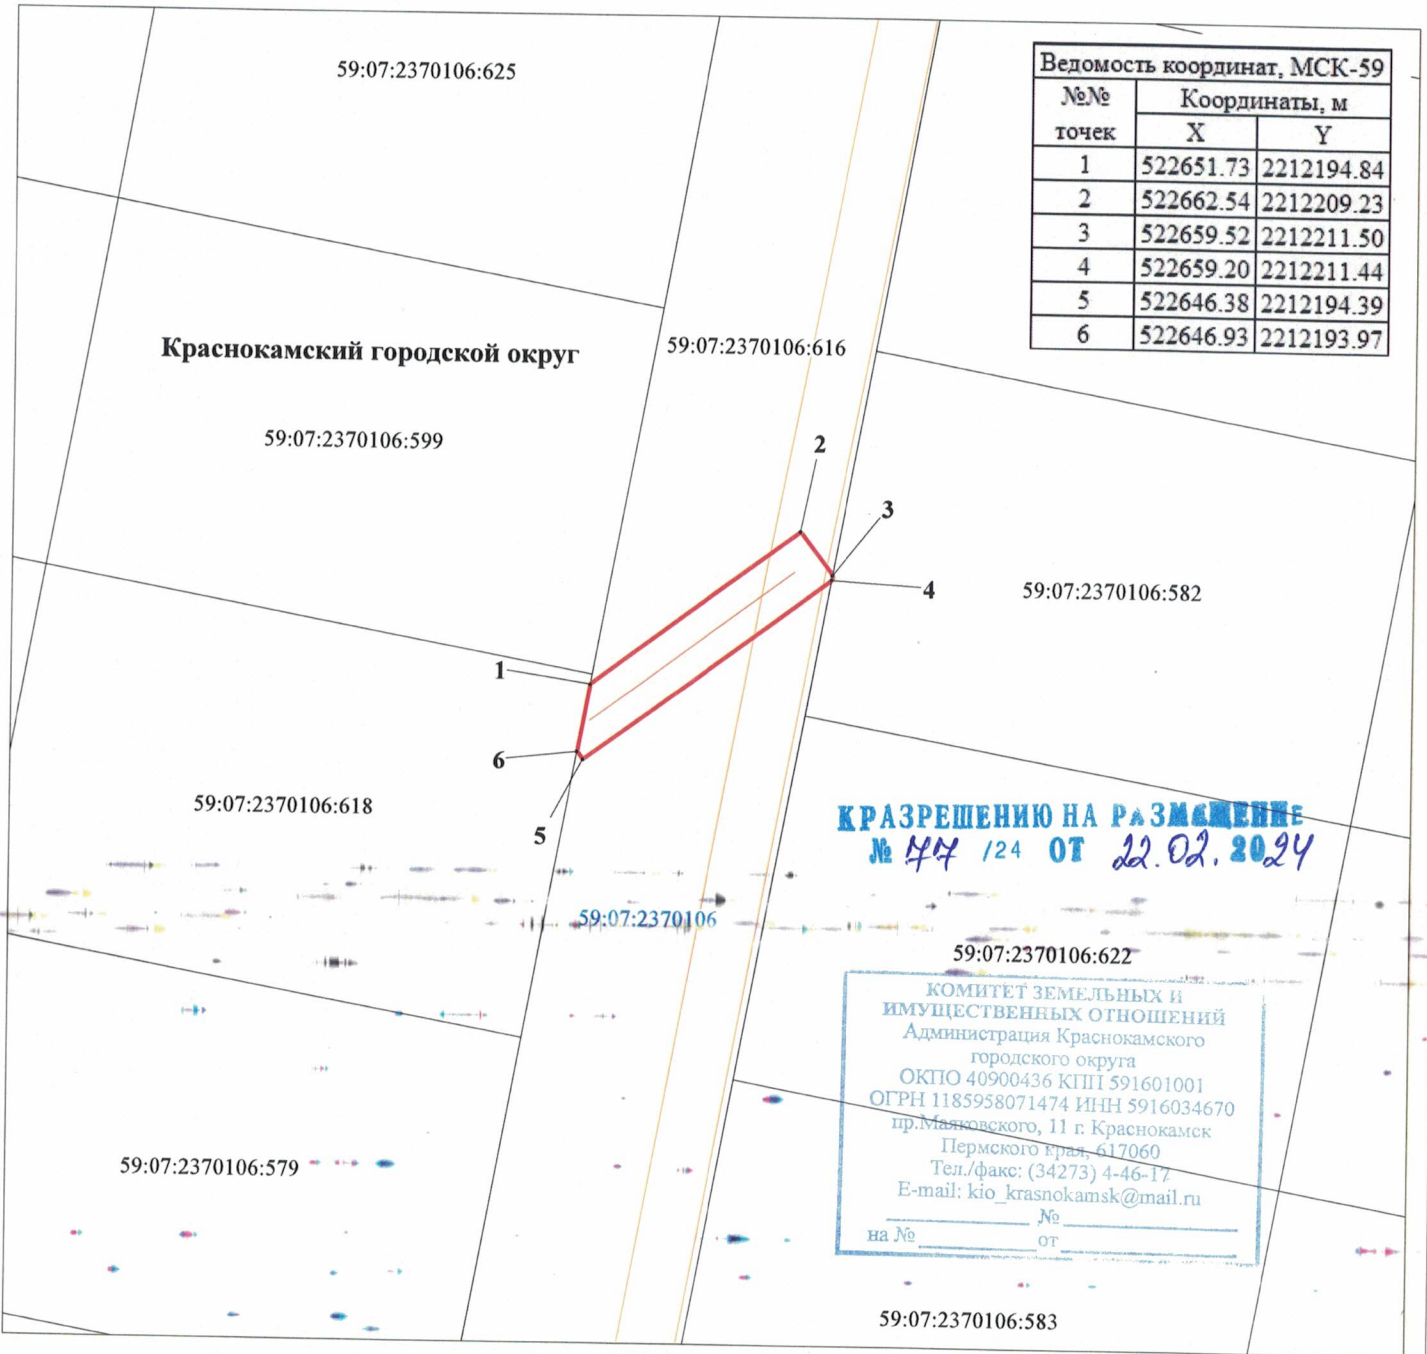 59:07:2370106:625
Ведомость координат, МСК-59
№№ точек Координаты, м
X Y
1 522651.73 2212194.84
2 522662.54 2212209.23
3 522659.52 2212211.50
4 522659.20 2212211.44
5 522646.38 2212194.39
6 522646.93 2212193.97
Краснокамский городской округ
59:07:2370106:616
59:07:2370106:599
2
3
4
59:07:2370106:582
1
6
59:07:2370106:618
5
КРАЗРЕШЕНИЮ НА РАЗМЕЩЕНИЕ
№ 77 /24 ОТ 22.02.2024
59:07:2370106
59:07:2370106:622
КОМИТЕТ ЗЕМЕЛЬНЫХ И
ИМУЩЕСТВЕННЫХ ОТНОШЕНИЙ
Администрация Краснокамского
городского округа
ОКПО 40900436 КПП 591601001
ОГРН 1185958071474 ИНН 5916034670
пр.Маяковского, 11 г. Краснокамск
Пермского края, 617060
Тел./факс: (34273) 4-46-17
E-mail: kio_krasnokamsk@mail.ru
№
на № от
59:07:2370106:579
59:07:2370106:583